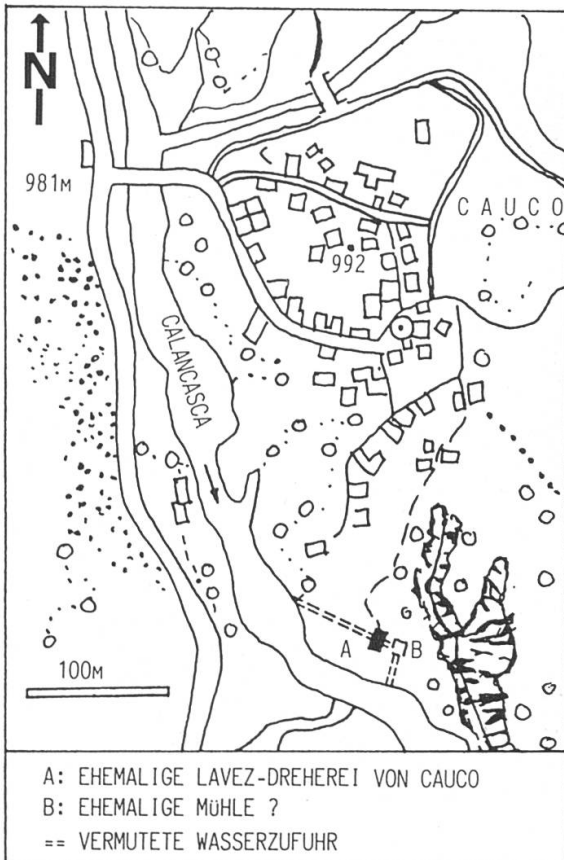 N
981M
CAUCO
992
CALANCASCA
A B
100M
A: EHEMALIGE LAVEZ-DREHEREI VON CAUCO
B: EHEMALIGE MüHLE ?
== VERMUTETE WASSERZUFUHR